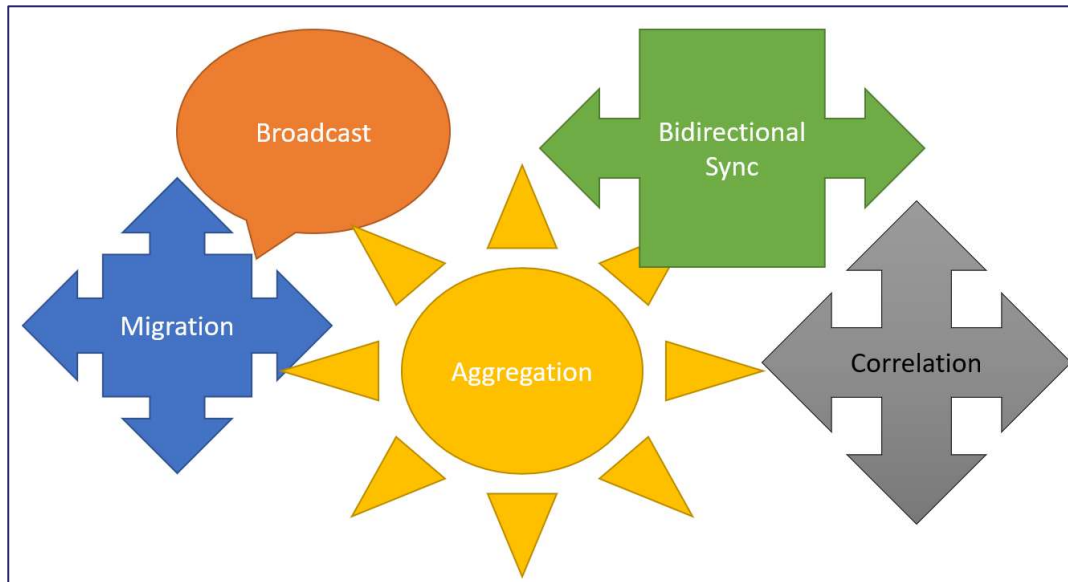 Broadcast
Bidirectional
Sync
Migration
Aggregation
Correlation